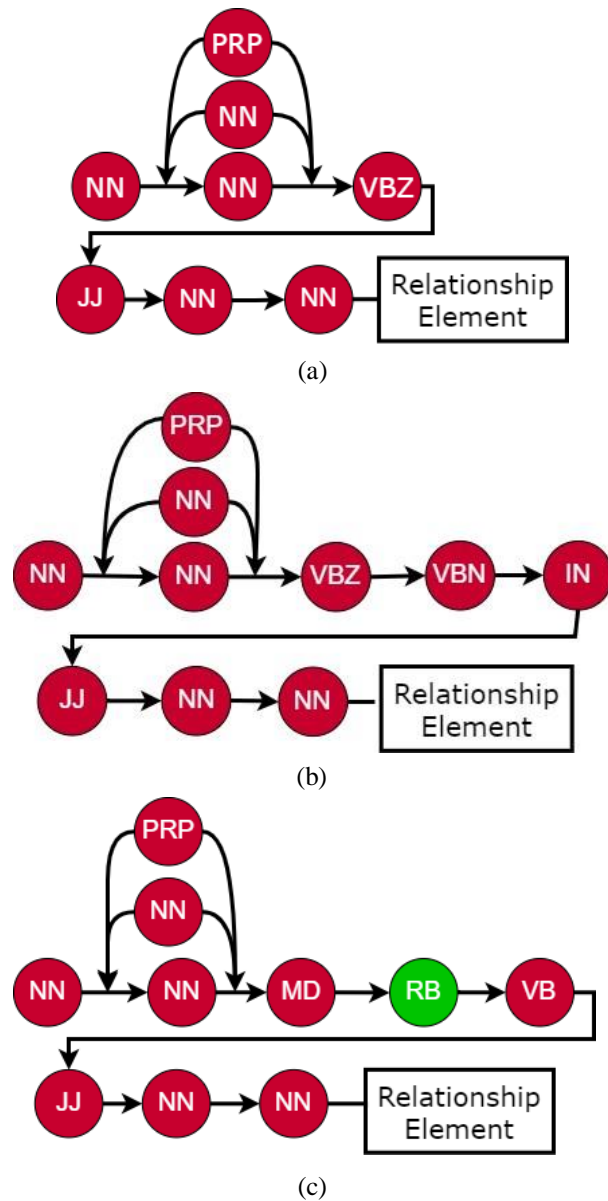 PRP
NN
NN NN VBZ
JJ NN NN Relationship
Element
(a)
PRP
NN
NN NN VBZ VBN IN
JJ NN NN Relationship
Element
(b)
PRP
NN
NN NN MD RB VB
JJ NN NN Relationship
Element
(c)